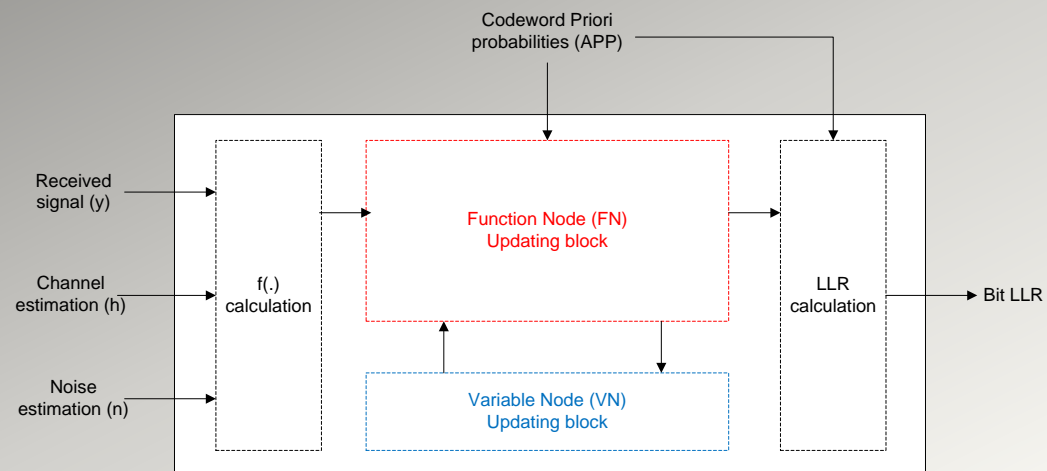 Codeword Priori
probabilities (APP)
Received
signal (y)
Channel
estimation (h)
Noise
estimation (n)
f(.)
calculation
Function Node (FN)
Updating block
Variable Node (VN)
Updating block
LLR
calculation
Bit LLR